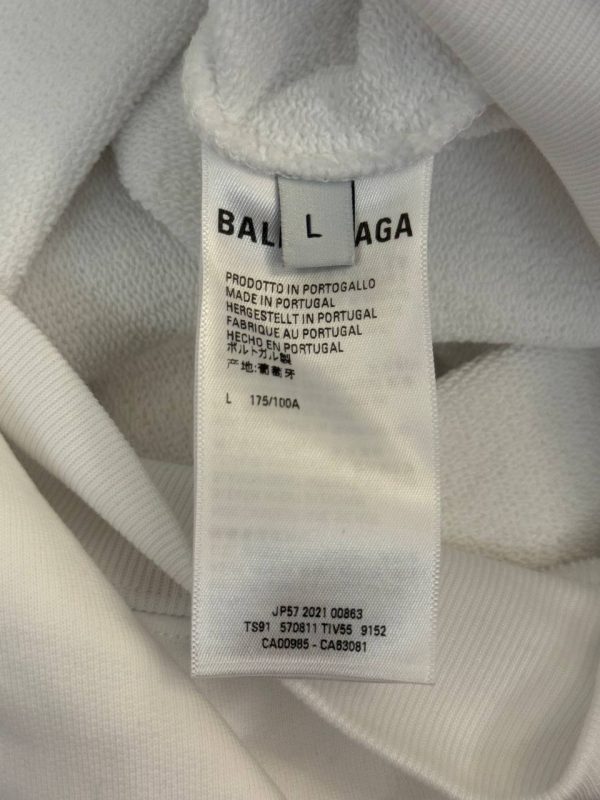 BAL AGA
L
PRODOTTO IN PORTOGALLO
MADE IN PORTUGAL
HERGESTELLT IN PORTUGAL
FABRIQUE AU PORTUGAL
HECHO EN PORTUGAL
ポルトガル製
产地:葡萄牙
L 175/100A
JP57 2021 00863
TS91 570811 TIV55 9152
CA00985 - CA63081